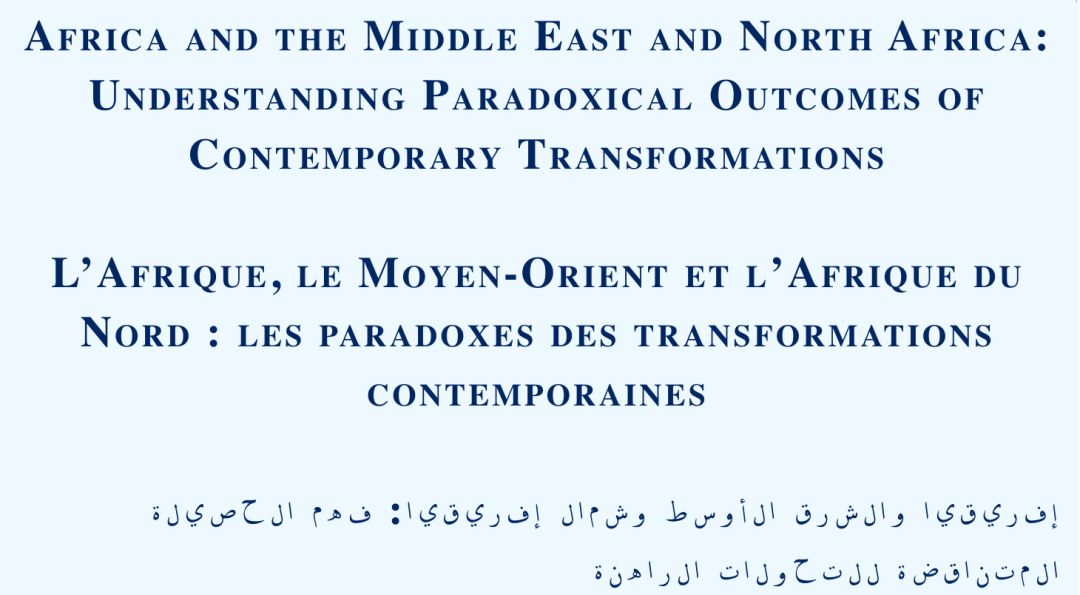 Africa and the Middle East and North Africa:
Understanding Paradoxical Outcomes of
Contemporary Transformations
L’Afrique, le Moyen-Orient et l’Afrique du
Nord : les paradoxes des transformations
contemporaines
إفريقيا والشرق الأوسط وشمال إفريقيا: فهم الحصيلة
المتناقضة للتحولات الراهنة